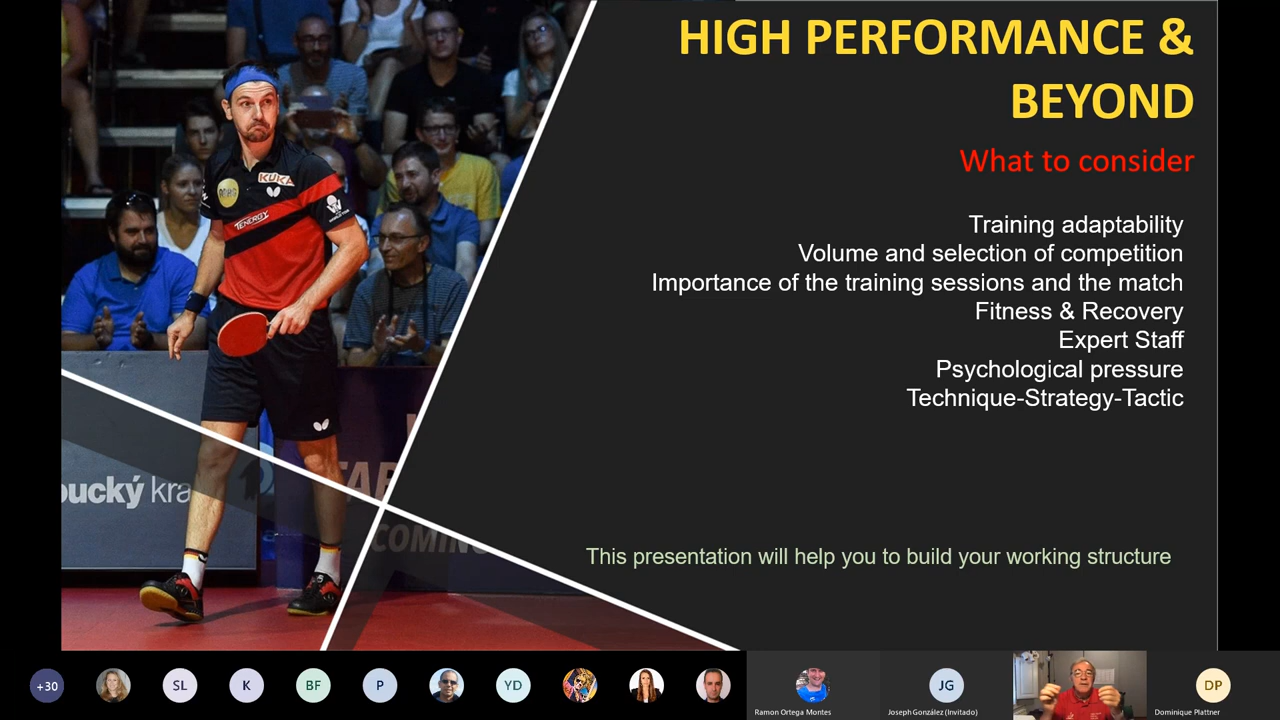 HIGH PERFORMANCE &
BEYOND
What to consider
Training adaptability
Volume and selection of competition
Importance of the training sessions and the match
Fitness & Recovery
Expert Staff
Psychological pressure
Technique-Strategy-Tactic
This presentation will help you to build your working structure
KUKA
TENERGY
oucký kra
COMING
+30
SL
K
BF
P
YD
JG
DP
Ramon Ortega Montes
Joseph González (Invitado)
Dominique Plattner